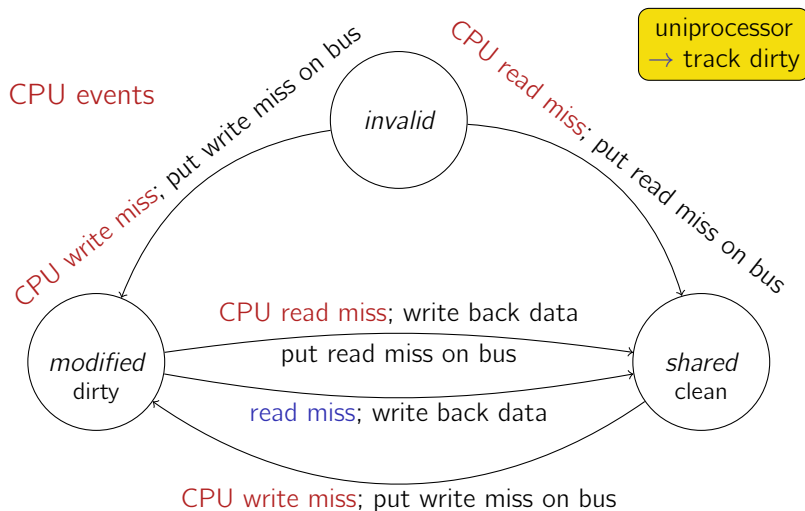 uniprocessor
→ track dirty
CPU events
CPU write miss; put write miss on bus
invalid
CPU read miss; put read miss on bus
CPU read miss; write back data
put read miss on bus
modified
dirty
shared
clean
read miss; write back data
CPU write miss; put write miss on bus